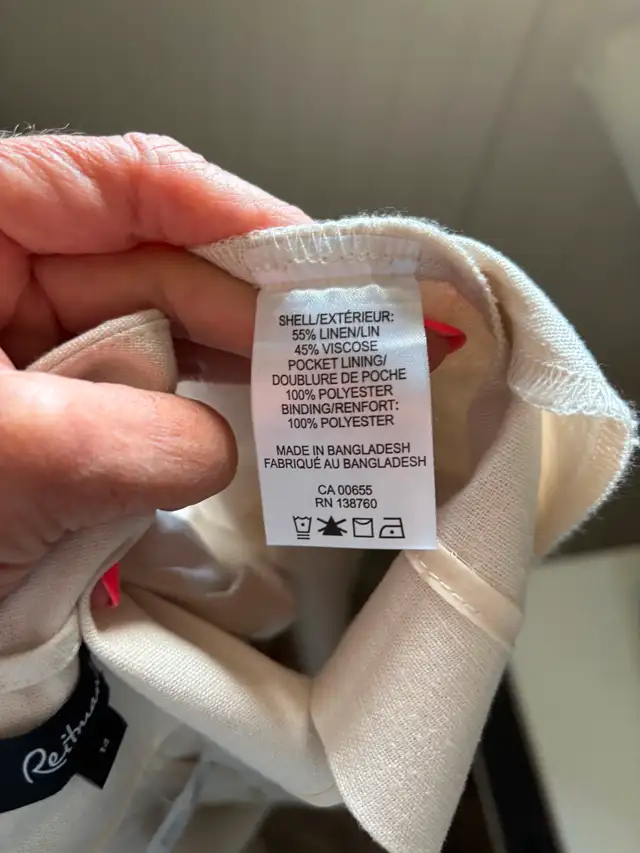 SHELL/EXTÉRIEUR:
55% LINEN/LIN
45% VISCOSE
POCKET LINING/
DOUBLURE DE POCHE
100% POLYESTER
BINDING/RENFORT:
100% POLYESTER
MADE IN BANGLADESH
FABRIQUÉ AU BANGLADESH
CA 00655
RN 138760
14